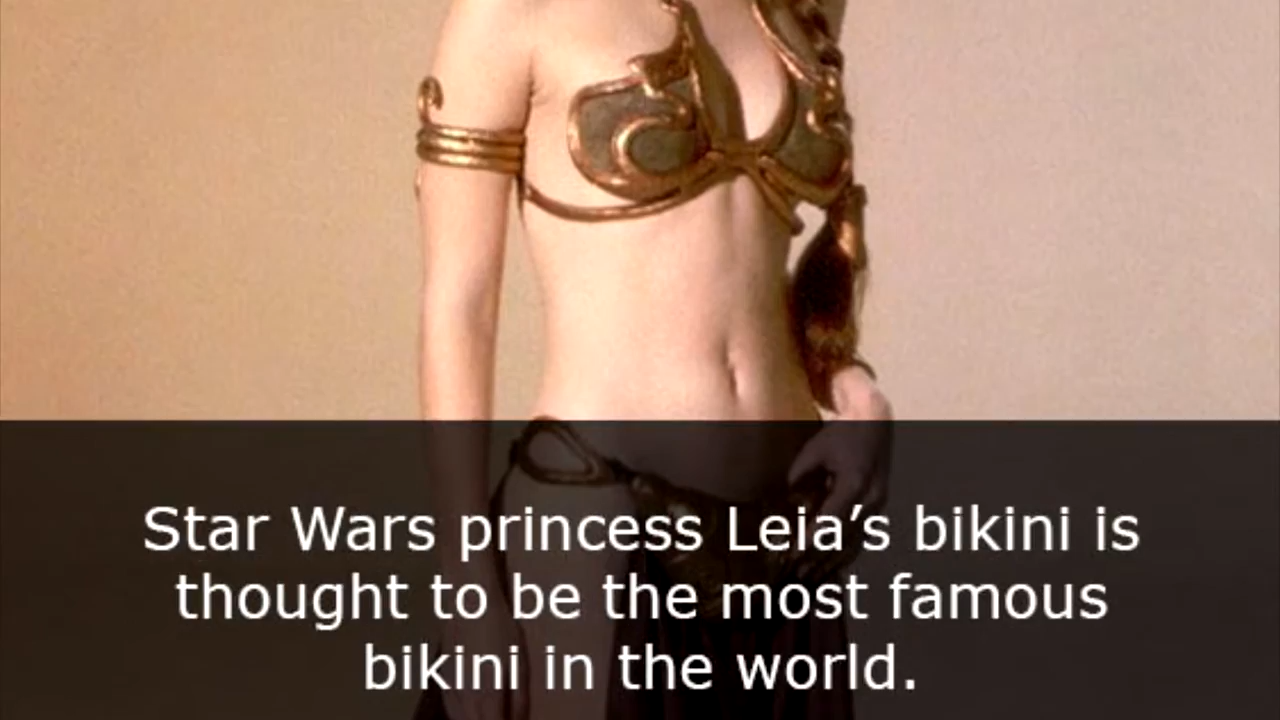 Star Wars princess Leia’s bikini is
thought to be the most famous
bikini in the world.